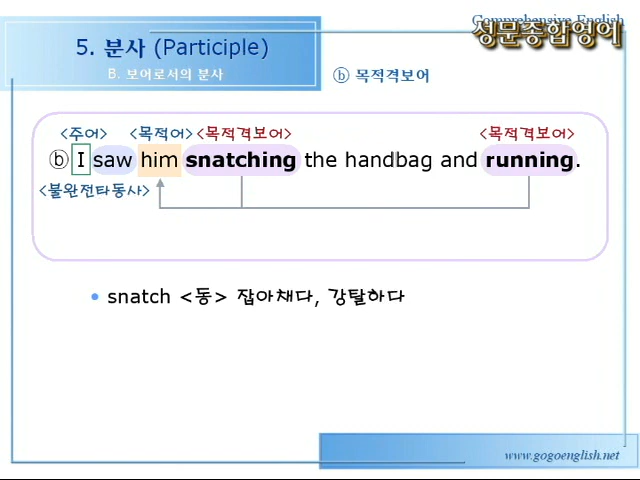 Comprehensive English
성문종합영어
5. 분사 (Participle)
B. 보어로서의 분사
ⓑ 목적격보어
<주어> <목적어> <목적격보어> <목적격보어>
ⓑ I saw him snatching the handbag and running.
<불완전타동사>
• snatch <동> 잡아채다, 강탈하다
www.gogoenglish.net